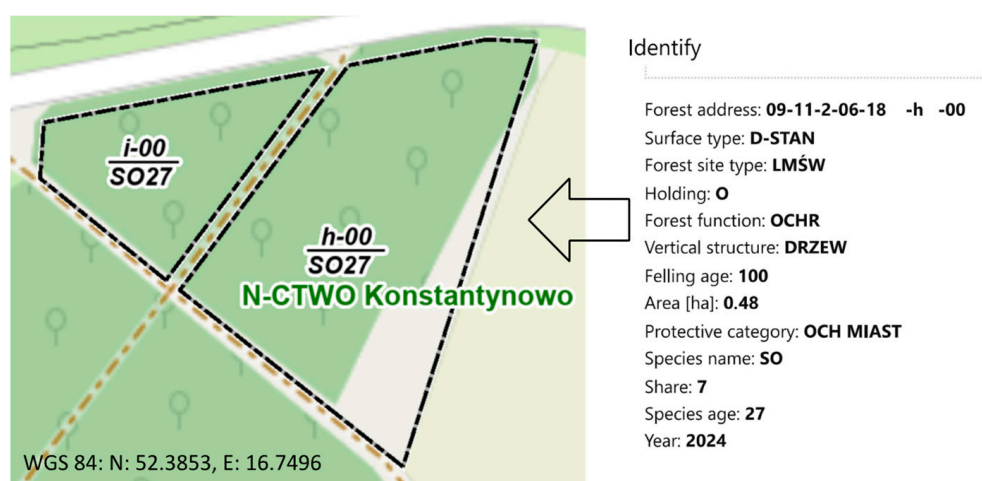 i-00
SO27
h-00
SO27
N-CTWO Konstantynowo
WGS 84: N: 52.3853, E: 16.7496
Identify
Forest address: 09-11-2-06-18 -h -00
Surface type: D-STAN
Forest site type: LMŚW
Holding: O
Forest function: OCHR
Vertical structure: DRZEW
Felling age: 100
Area [ha]: 0.48
Protective category: OCH MIAST
Species name: SO
Share: 7
Species age: 27
Year: 2024